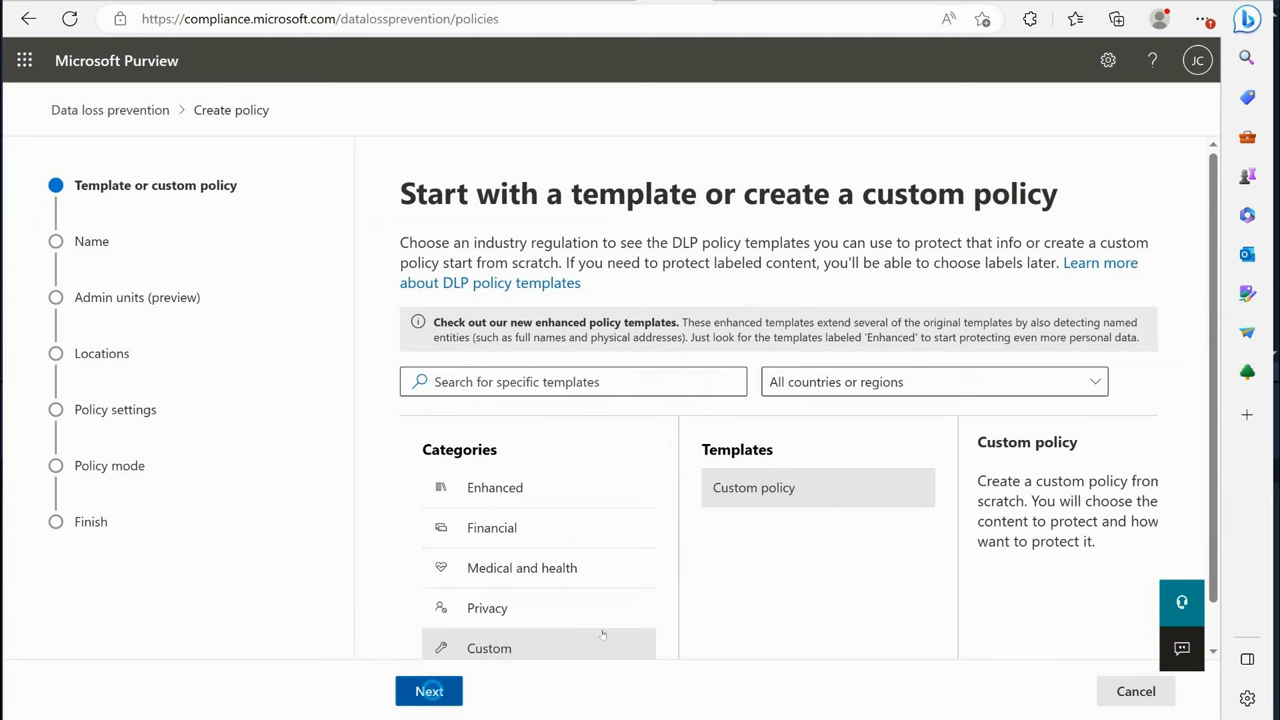 https://compliance.microsoft.com/datalossprevention/policies
Microsoft Purview
JC
Data loss prevention > Create policy
Template or custom policy
Name
Admin units (preview)
Locations
Policy settings
Policy mode
Finish
Start with a template or create a custom policy
Choose an industry regulation to see the DLP policy templates you can use to protect that info or create a custom
policy start from scratch. If you need to protect labeled content, you'll be able to choose labels later. Learn more
about DLP policy templates
Check out our new enhanced policy templates. These enhanced templates extend several of the original templates by also detecting named
entities (such as full names and physical addresses). Just look for the templates labeled 'Enhanced' to start protecting even more personal data.
Search for specific templates
All countries or regions
Categories
Enhanced
Financial
Medical and health
Privacy
Custom
Templates
Custom policy
Custom policy
Create a custom policy from
scratch. You will choose the
content to protect and how
want to protect it.
Next
Cancel